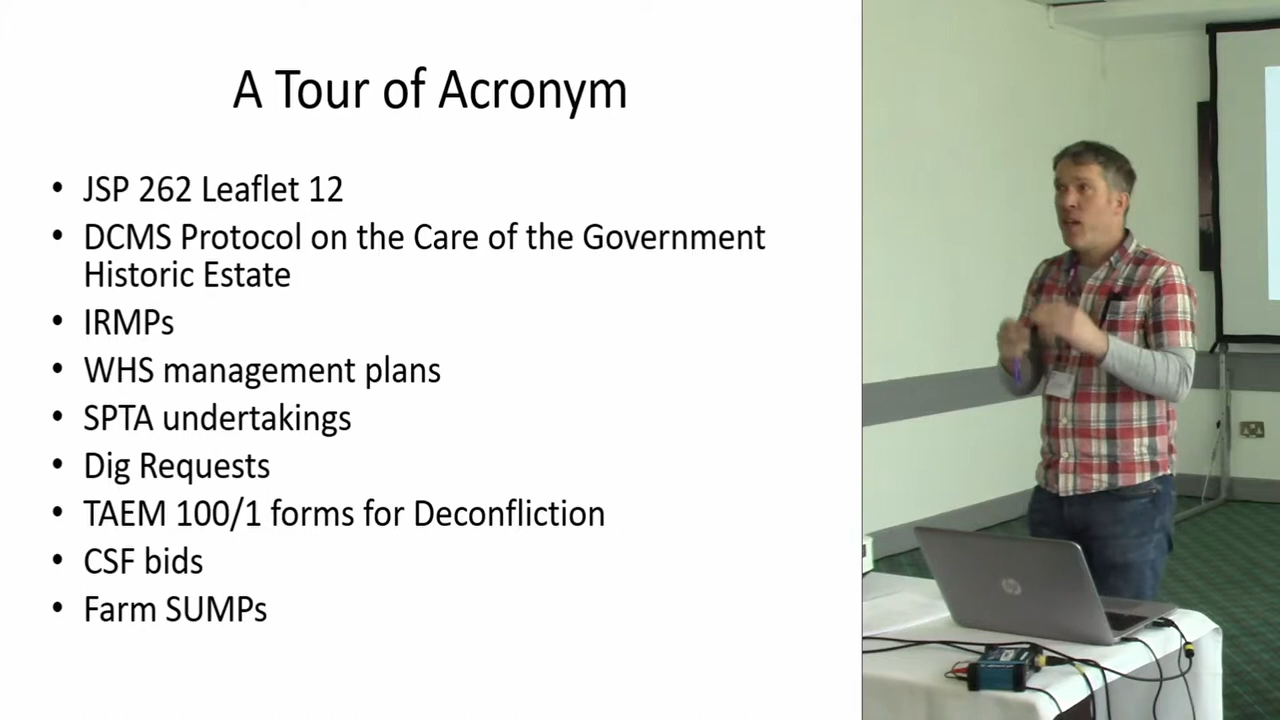 A Tour of Acronym
• JSP 262 Leaflet 12
• DCMS Protocol on the Care of the Government
Historic Estate
• IRMPs
• WHS management plans
• SPTA undertakings
• Dig Requests
• TAEM 100/1 forms for Deconfliction
• CSF bids
• Farm SUMPs
hp